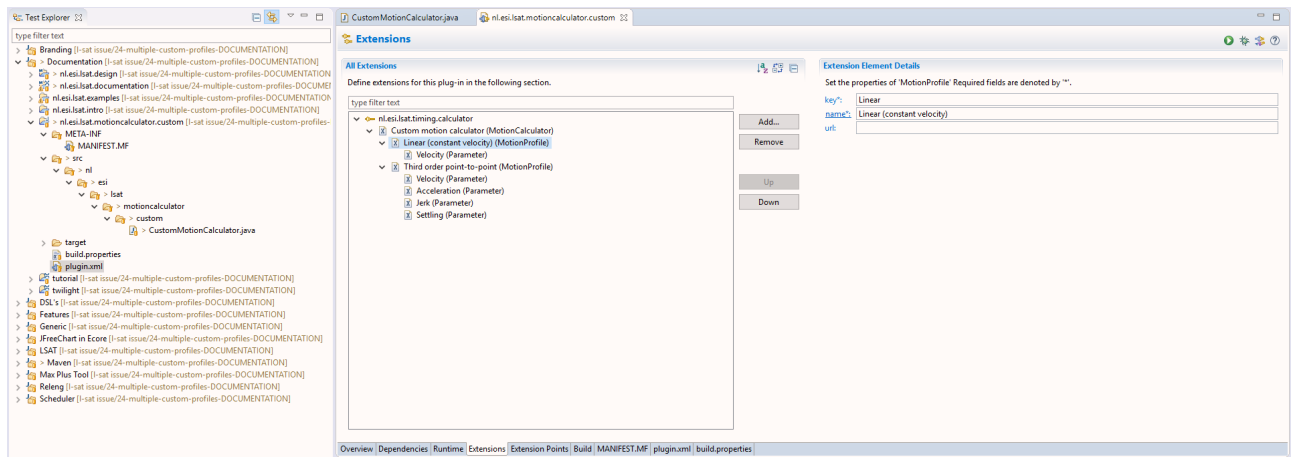 Test Explorer
type filter text
Branding [l-sat issue/24-multiple-custom-profiles-DOCUMENTATION]
> Documentation [l-sat issue/24-multiple-custom-profiles-DOCUMENTATION]
> nl.esi.lsat.design [l-sat issue/24-multiple-custom-profiles-DOCUMENTATION
> nl.esi.lsat.documentation [l-sat issue/24-multiple-custom-profiles-DOCUMEN
nl.esi.lsat.examples [l-sat issue/24-multiple-custom-profiles-DOCUMENTATION
nl.esi.lsat.intro [l-sat issue/24-multiple-custom-profiles-DOCUMENTATION]
> nl.esi.lsat.motioncalculator.custom [l-sat issue/24-multiple-custom-profiles-
META-INF
MANIFEST.MF
> src
> nl
> esi
> lsat
> motioncalculator
> custom
> CustomMotionCalculator.java
target
build.properties
plugin.xml
tutorial [l-sat issue/24-multiple-custom-profiles-DOCUMENTATION]
twilight [l-sat issue/24-multiple-custom-profiles-DOCUMENTATION]
DSL's [l-sat issue/24-multiple-custom-profiles-DOCUMENTATION]
Features [l-sat issue/24-multiple-custom-profiles-DOCUMENTATION]
Generic [l-sat issue/24-multiple-custom-profiles-DOCUMENTATION]
JFreeChart in Ecore [l-sat issue/24-multiple-custom-profiles-DOCUMENTATION]
LSAT [l-sat issue/24-multiple-custom-profiles-DOCUMENTATION]
> Maven [l-sat issue/24-multiple-custom-profiles-DOCUMENTATION]
Max Plus Tool [l-sat issue/24-multiple-custom-profiles-DOCUMENTATION]
Releng [l-sat issue/24-multiple-custom-profiles-DOCUMENTATION]
Scheduler [l-sat issue/24-multiple-custom-profiles-DOCUMENTATION]
CustomMotionCalculator.java nl.esi.lsat.motioncalculator.custom
Extensions
All Extensions
Define extensions for this plug-in in the following section.
type filter text
nl.esi.lsat.timing.calculator
Custom motion calculator (MotionCalculator)
Linear (constant velocity) (MotionProfile)
Velocity (Parameter)
Third order point-to-point (MotionProfile)
Velocity (Parameter)
Acceleration (Parameter)
Jerk (Parameter)
Settling (Parameter)
Add...
Remove
Up
Down
Extension Element Details
Set the properties of 'MotionProfile' Required fields are denoted by '*'.
key*: Linear
name*: Linear (constant velocity)
url:
Overview Dependencies Runtime Extensions Extension Points Build MANIFEST.MF plugin.xml build.properties